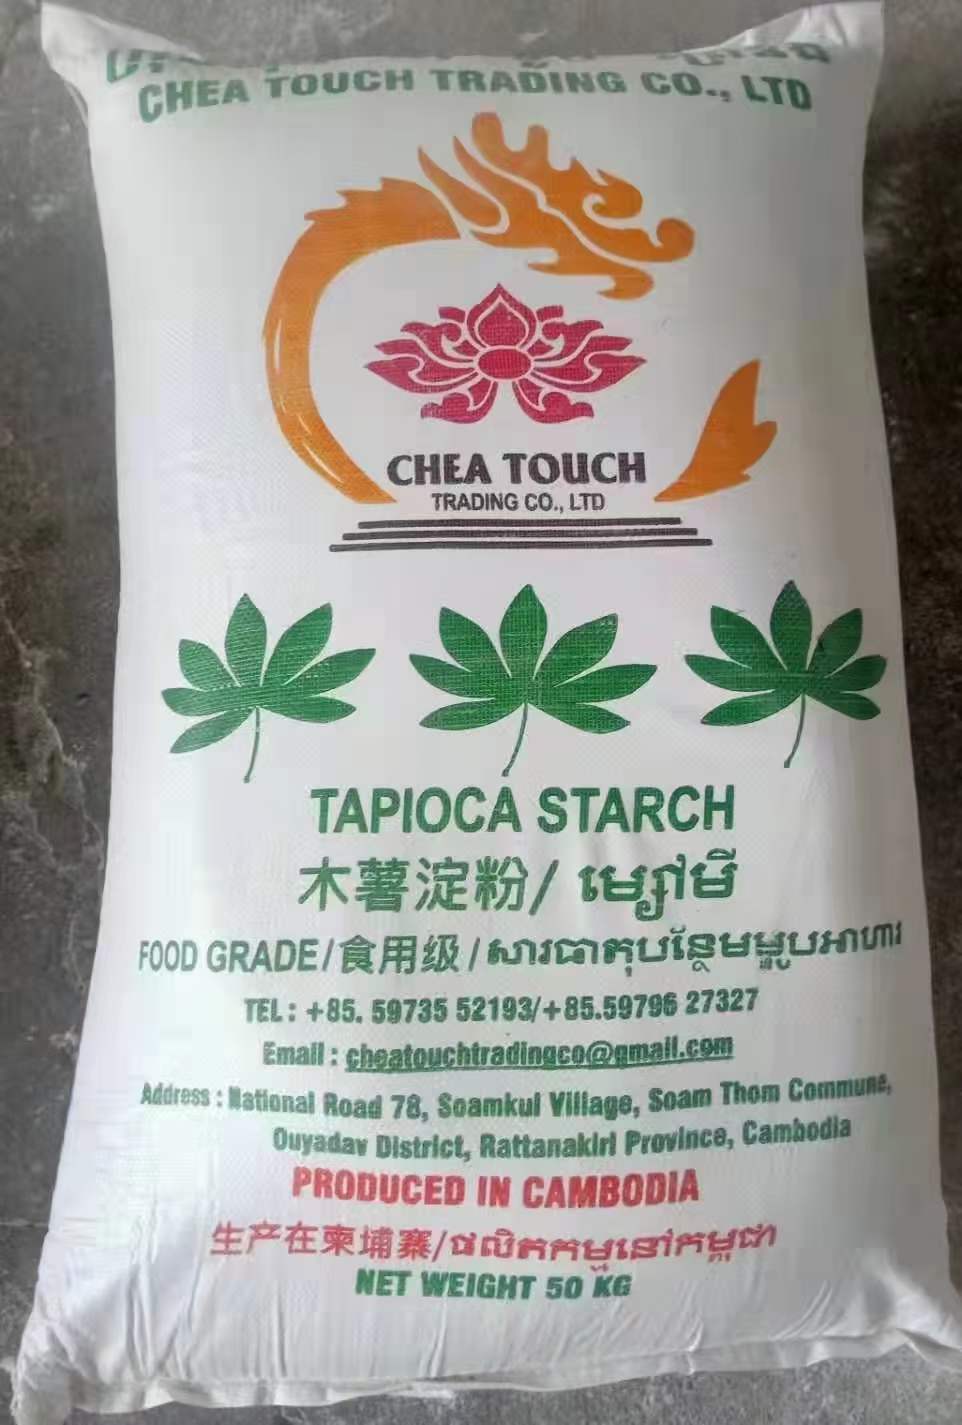 CHEA TOUCH TRADING CO., LTD
CHEA TOUCH
TRADING CO., LTD
TAPIOCA STARCH
木薯淀粉/ ម្សៅមី
FOOD GRADE/食用级/សារធាតុបន្ថែមម្ហូបអាហារ
TEL: +85. 59735 52193/+85.59796 27327
Email : cheatouchtradingco@gmail.com
Address : National Road 78, Soamkul Village, Soam Thom Commune,
Ouyadav District, Rattanakiri Province, Cambodia
PRODUCED IN CAMBODIA
生产在柬埔寨/ផលិតកម្មនៅកម្ពុជា
NET WEIGHT 50 KG